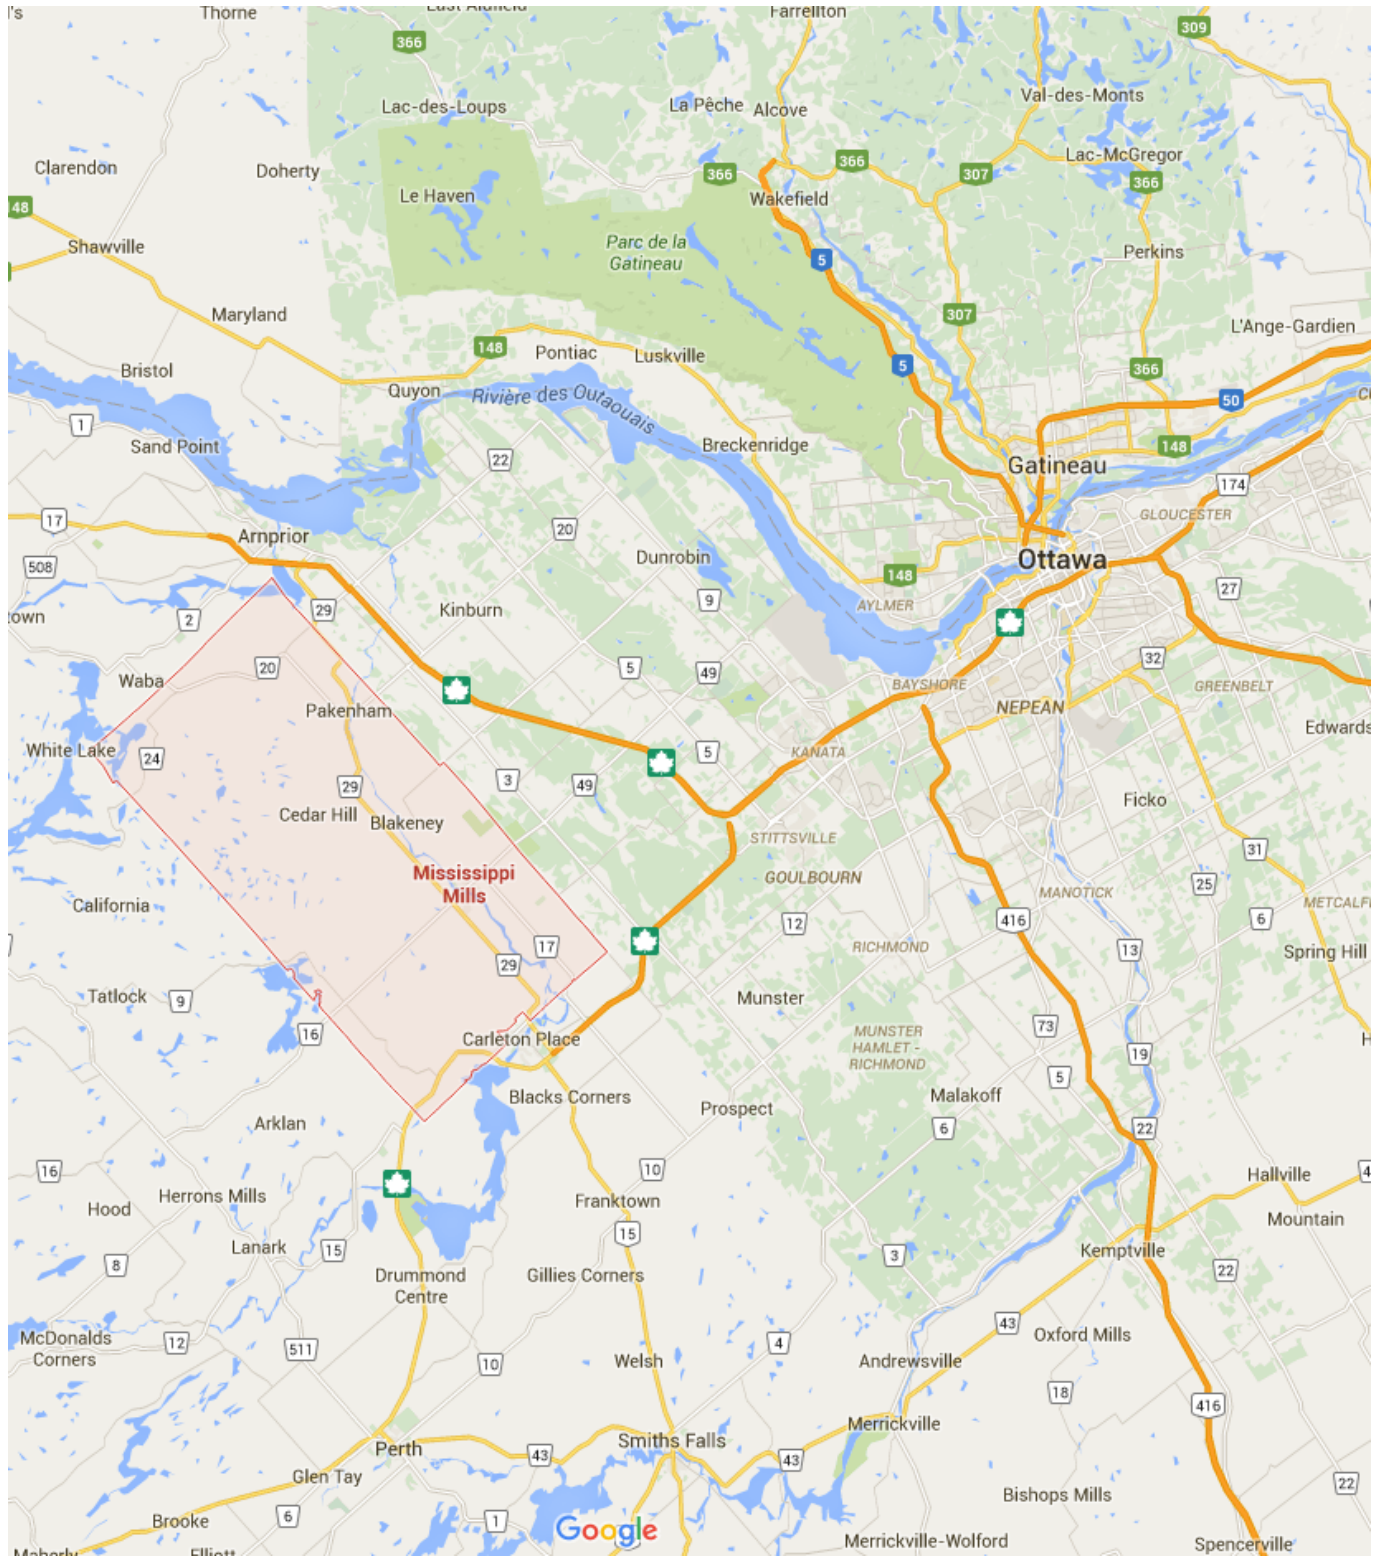 's
Thorne
East Aldfield
Farrellton
309
366
Lac-des-Loups
La Pêche
Alcove
Val-des-Monts
Clarendon
Doherty
366
366
307
Lac-McGregor
366
Le Haven
Wakefield
48
Shawville
Parc de la
Gatineau
5
Perkins
Maryland
307
L'Ange-Gardien
148
Pontiac
Luskville
5
366
Bristol
Quyon
Rivière des Outaouais
50
1
Sand Point
22
Breckenridge
148
Gatineau
174
17
GLOUCESTER
Arnprior
20
508
Dunrobin
Ottawa
148
27
2
29
Kinburn
9
AYLMER
own
20
5
49
32
Waba
BAYSHORE
GREENBELT
Pakenham
NEPEAN
Edwards
White Lake
24
5
KANATA
29
3
49
Cedar Hill
Blakeney
Ficko
STITTSVILLE
31
Mississippi
Mills
GOULBOURN
25
California
MANOTICK
METCALF
12
416
6
17
RICHMOND
13
Spring Hill
29
Tatlock
9
Munster
16
73
MUNSTER
HAMLET -
RICHMOND
Carleton Place
19
5
Blacks Corners
Malakoff
Prospect
Arklan
6
22
16
10
Hallville
4
Herrons Mills
Franktown
Hood
Mountain
15
Lanark
15
3
Kemptville
8
Drummond
Centre
Gillies Corners
22
43
McDonalds
Corners
12
511
4
Oxford Mills
10
Welsh
Andrewsville
18
416
Merrickville
Perth
43
Smiths Falls
43
Glen Tay
22
Bishops Mills
6
1
Brooke
Google
Merrickville-Wolford
Spencerville
Maberly
Elliott